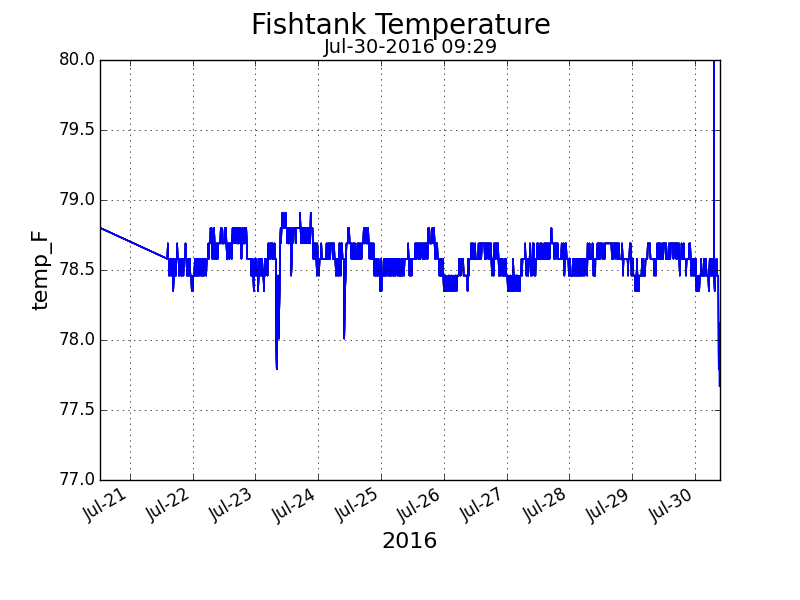 Fishtank Temperature
Jul-30-2016 09:29
80.0
79.5
79.0
78.5
78.0
77.5
77.0
temp_F
Jul-21 Jul-22 Jul-23 Jul-24 Jul-25 Jul-26 Jul-27 Jul-28 Jul-29 Jul-30
2016